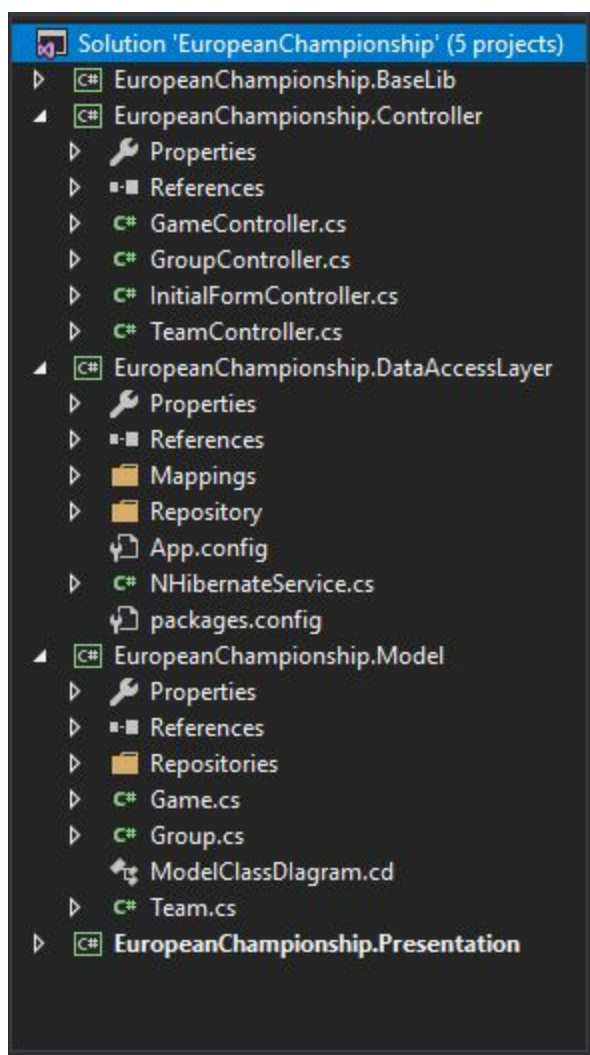 Solution 'EuropeanChampionship' (5 projects)
C# EuropeanChampionship.BaseLib
C# EuropeanChampionship.Controller
Properties
References
C# GameController.cs
C# GroupController.cs
C# InitialFormController.cs
C# TeamController.cs
C# EuropeanChampionship.DataAccessLayer
Properties
References
Mappings
Repository
App.config
C# NHibernateService.cs
packages.config
C# EuropeanChampionship.Model
Properties
References
Repositories
C# Game.cs
C# Group.cs
ModelClassDIagram.cd
C# Team.cs
C# EuropeanChampionship.Presentation